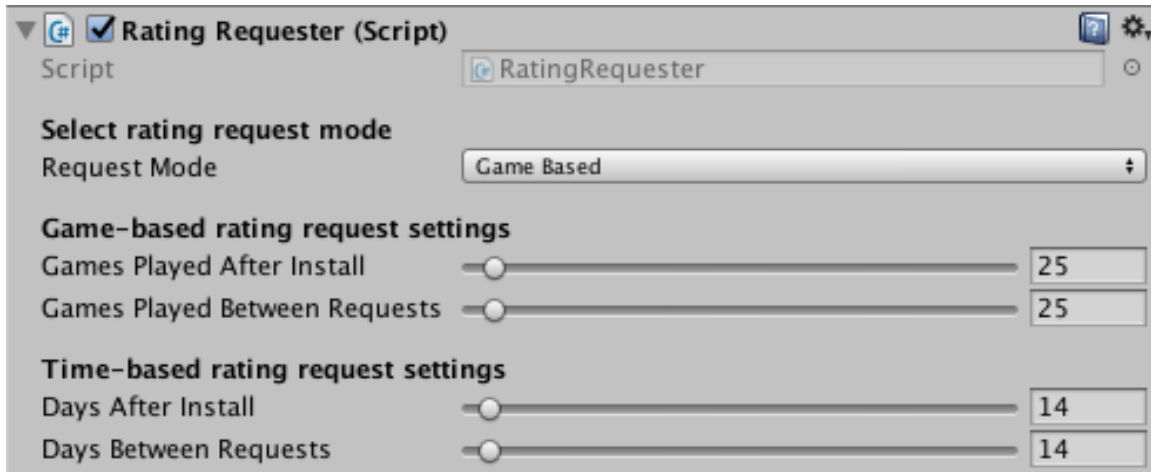 Rating Requester (Script)
Script RatingRequester
Select rating request mode
Request Mode Game Based
Game-based rating request settings
Games Played After Install 25
Games Played Between Requests 25
Time-based rating request settings
Days After Install 14
Days Between Requests 14